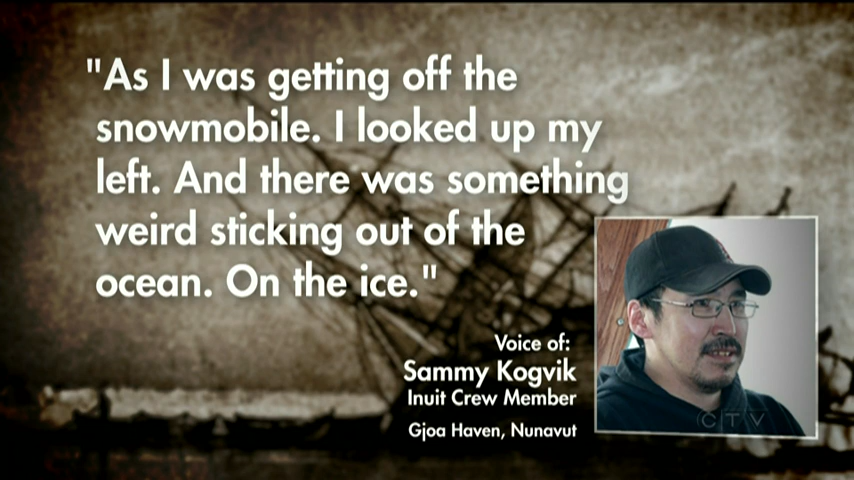 "As I was getting off the
snowmobile. I looked up my
left. And there was something
weird sticking out of the
ocean. On the ice."
Voice of:
Sammy Kogvik
Inuit Crew Member
Gjoa Haven, Nunavut
CTV